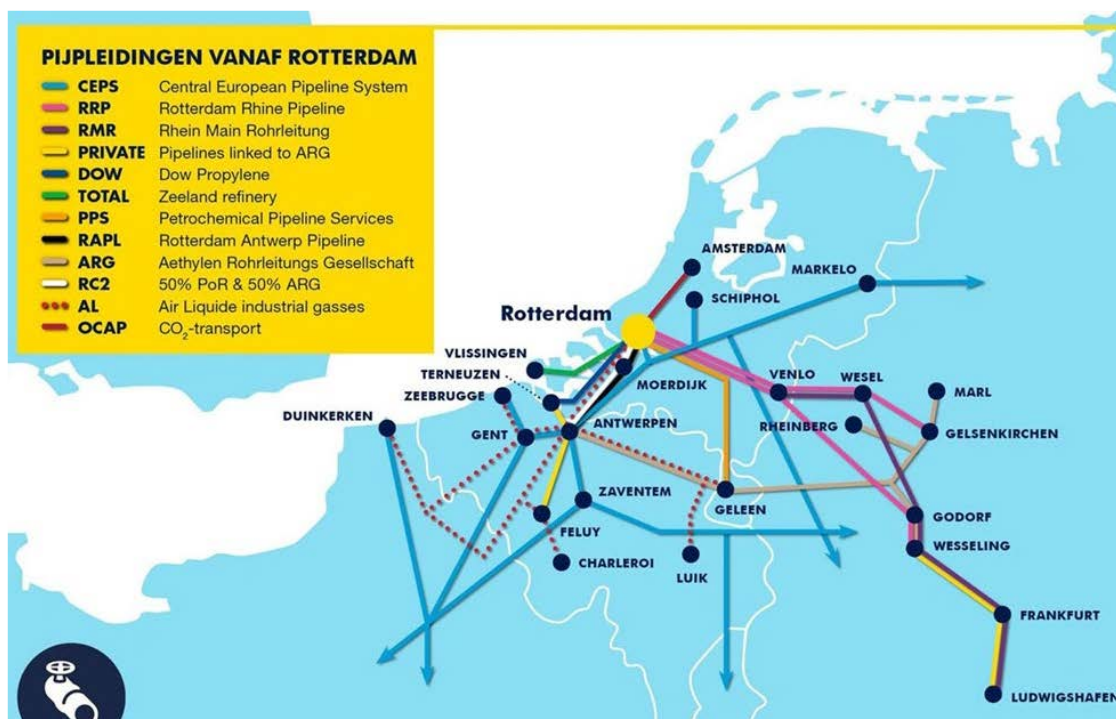 PIJPLEIDINGEN VANAF ROTTERDAM
CEPS Central European Pipeline System
RRP Rotterdam Rhine Pipeline
RMR Rhein Main Rohrleitung
PRIVATE Pipelines linked to ARG
DOW Dow Propylene
TOTAL Zeeland refinery
PPS Petrochemical Pipeline Services
RAPL Rotterdam Antwerp Pipeline
ARG Aethylen Rohrleitungs Gesellschaft
RC2 50% PoR & 50% ARG
AL Air Liquide industrial gasses
OCAP CO₂-transport
AMSTERDAM
MARKELO
SCHIPHOL
Rotterdam
VLISSINGEN
TERNEUZEN
MOERDIJK
VENLO
WESEL
MARL
ZEEBRUGGE
DUINKERKEN
GENT
ANTWERPEN
RHEINBERG
GELSENKIRCHEN
ZAVENTEM
GELEEN
GODORF
FELUY
WESSELING
CHARLEROI
LUIK
FRANKFURT
LUDWIGSHAFEN